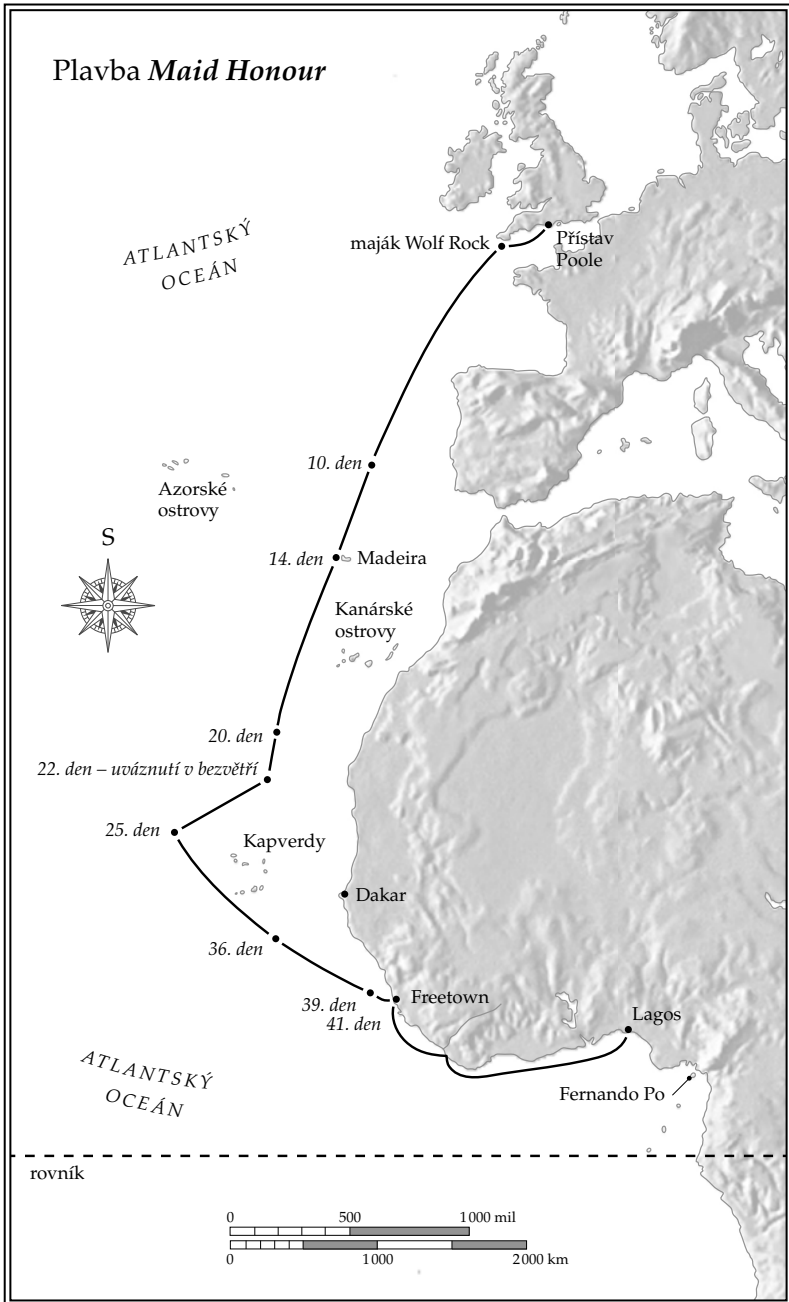 Plavba Maid Honour
ATLANTSKÝ
OCEÁN
maják Wolf Rock
Přístav
Poole
10. den
Azorské
ostrovy
S
14. den
Madeira
Kanárské
ostrovy
20. den
22. den – uváznutí v bezvětří
25. den
Kapverdy
Dakar
36. den
39. den
Freetown
41. den
Lagos
ATLANTSKÝ
OCEÁN
Fernando Po
rovník
0 500 1000 mil
0 1000 2000 km